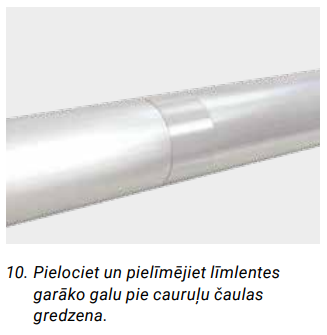 10. Pielociet un pielīmējiet līmlentes
garāko galu pie cauruļu čaulas
gredzena.